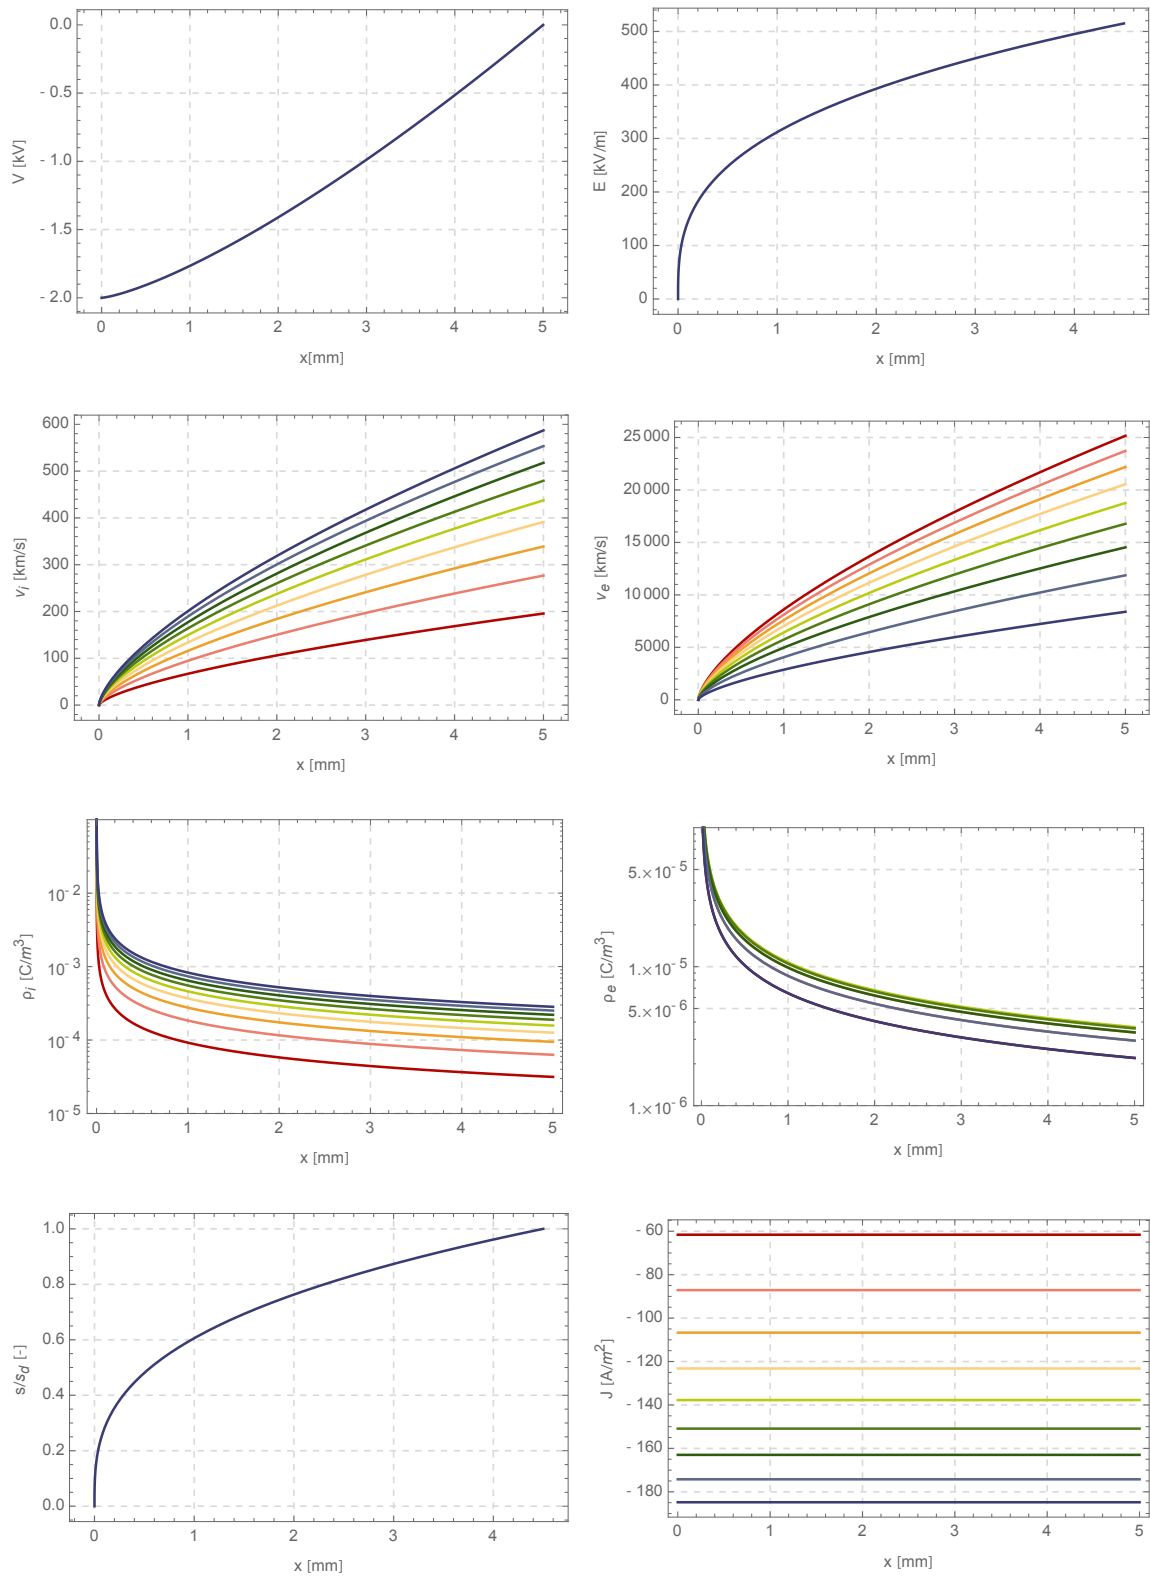 V [kV]
0.0
- 0.5
- 1.0
- 1.5
- 2.0
0 1 2 3 4 5
x[mm]
E [kV/m]
500
400
300
200
100
0
0 1 2 3 4
x [mm]
v_i [km/s]
600
500
400
300
200
100
0
0 1 2 3 4 5
x [mm]
v_e [km/s]
25 000
20 000
15 000
10 000
5000
0
0 1 2 3 4 5
x [mm]
ρ_i [C/m^3]
10^-2
10^-3
10^-4
10^-5
0 1 2 3 4 5
x [mm]
ρ_e [C/m^3]
5.×10^-5
1.×10^-5
5.×10^-6
1.×10^-6
0 1 2 3 4 5
x [mm]
s/s_d [-]
1.0
0.8
0.6
0.4
0.2
0.0
0 1 2 3 4
x [mm]
J [A/m^2]
- 60
- 80
- 100
- 120
- 140
- 160
- 180
0 1 2 3 4 5
x [mm]